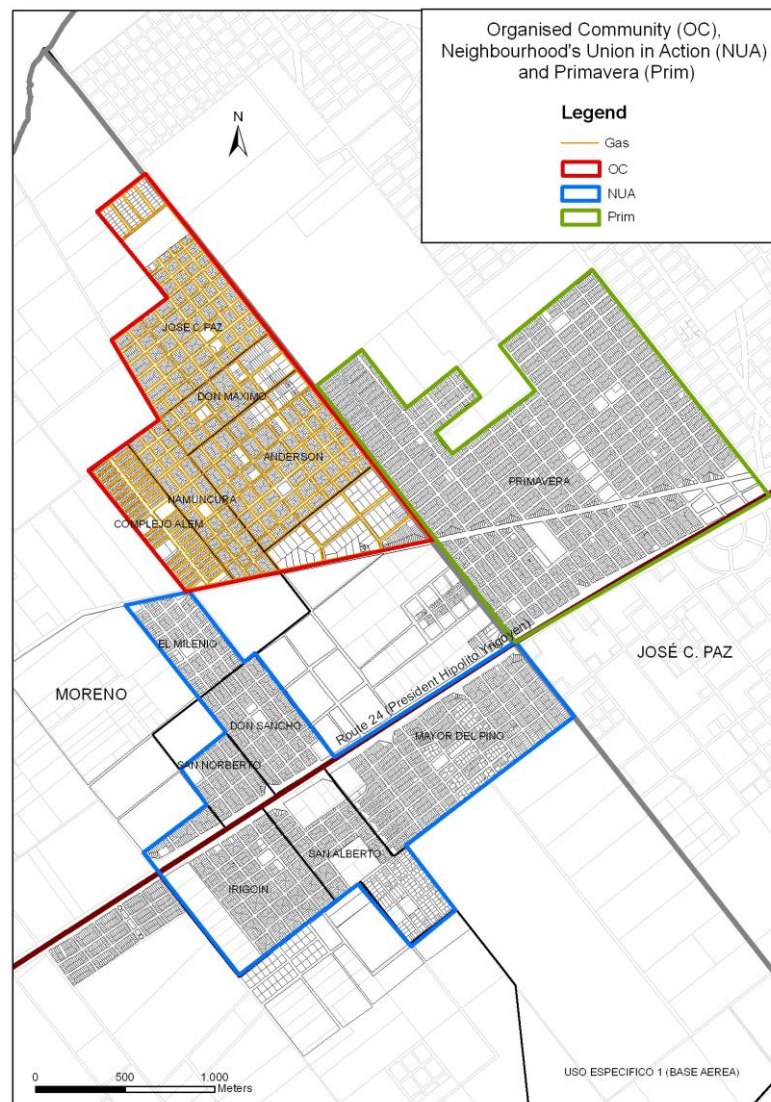 Organised Community (OC),
Neighbourhood's Union in Action (NUA)
and Primavera (Prim)
Legend
Gas
OC
NUA
Prim
N
JOSE C. PAZ
DON MAXIMO
ANDERSON
NAMUNCURA
COMPLEJO ALEM
PRIMAVERA
EL MILENIO
MORENO
JOSÉ C. PAZ
Route 24 (President Hipolito Yrigoyen)
DON SANCHO
MAYOR DEL PINO
SAN NORBERTO
SAN ALBERTO
IRIGOIN
USO ESPECIFICO 1 (BASE AEREA)
0 500 1.000
Meters